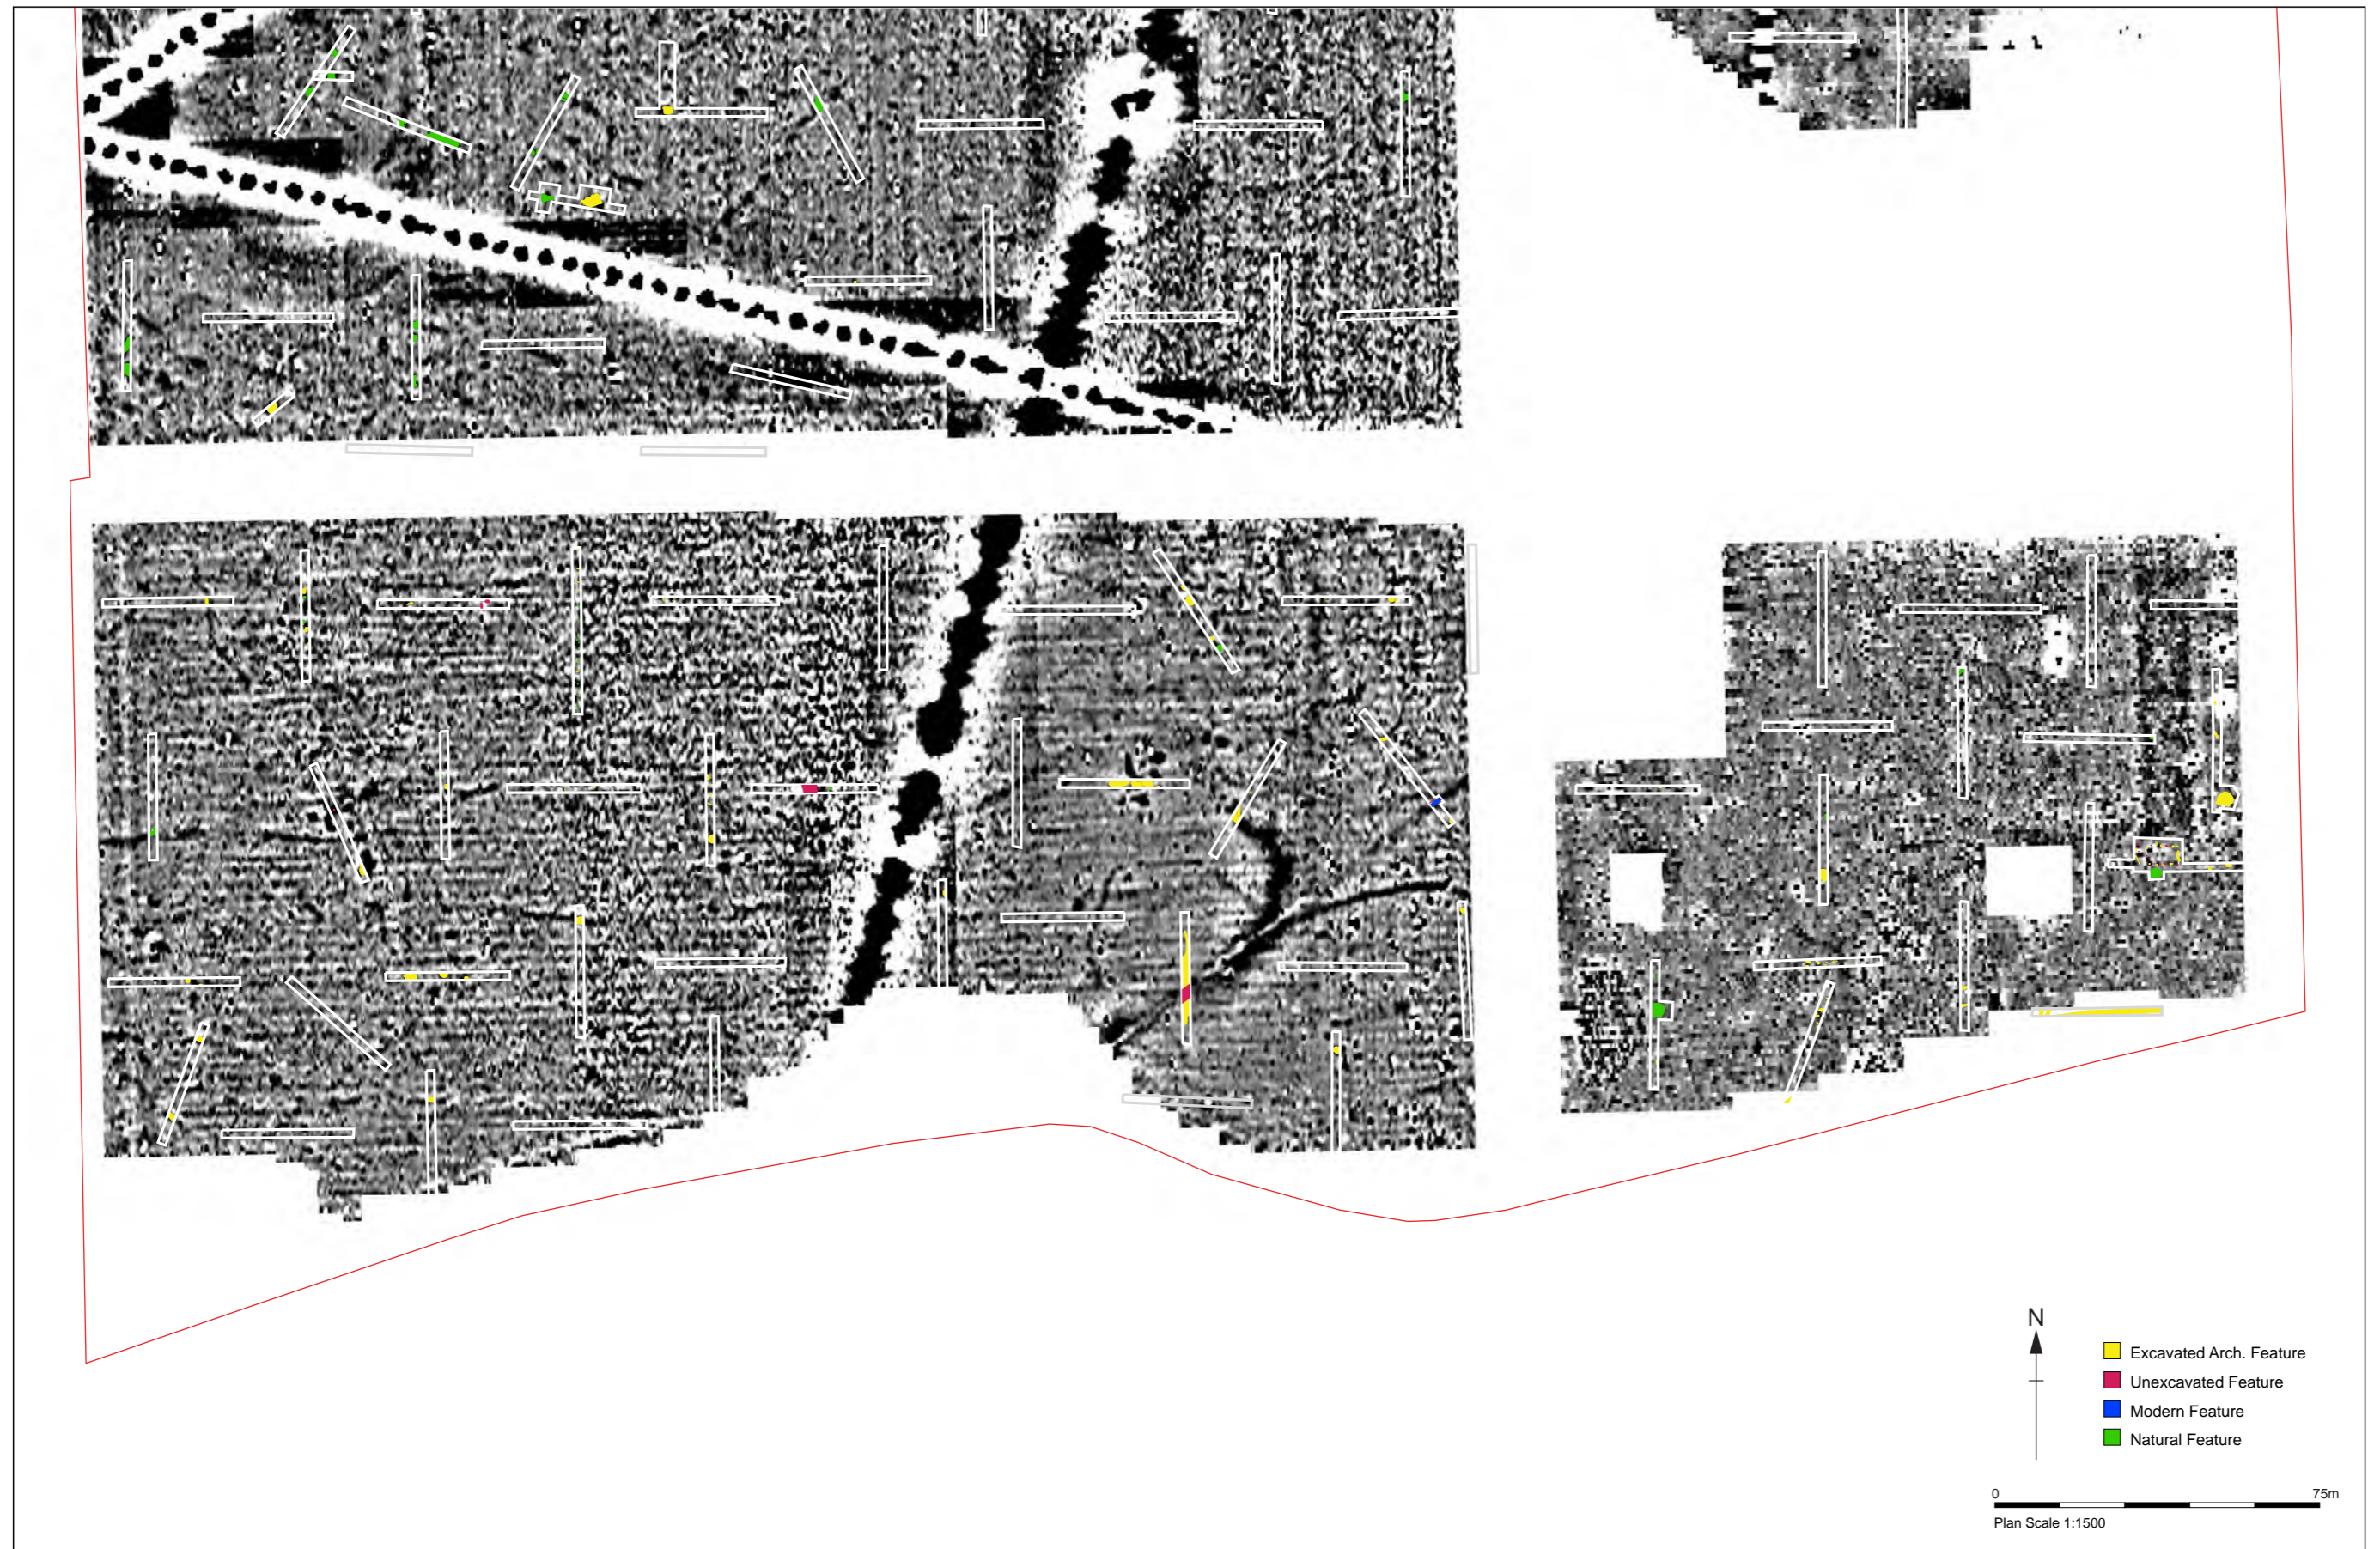 N
Excavated Arch. Feature
Unexcavated Feature
Modern Feature
Natural Feature
0 75m
Plan Scale 1:1500